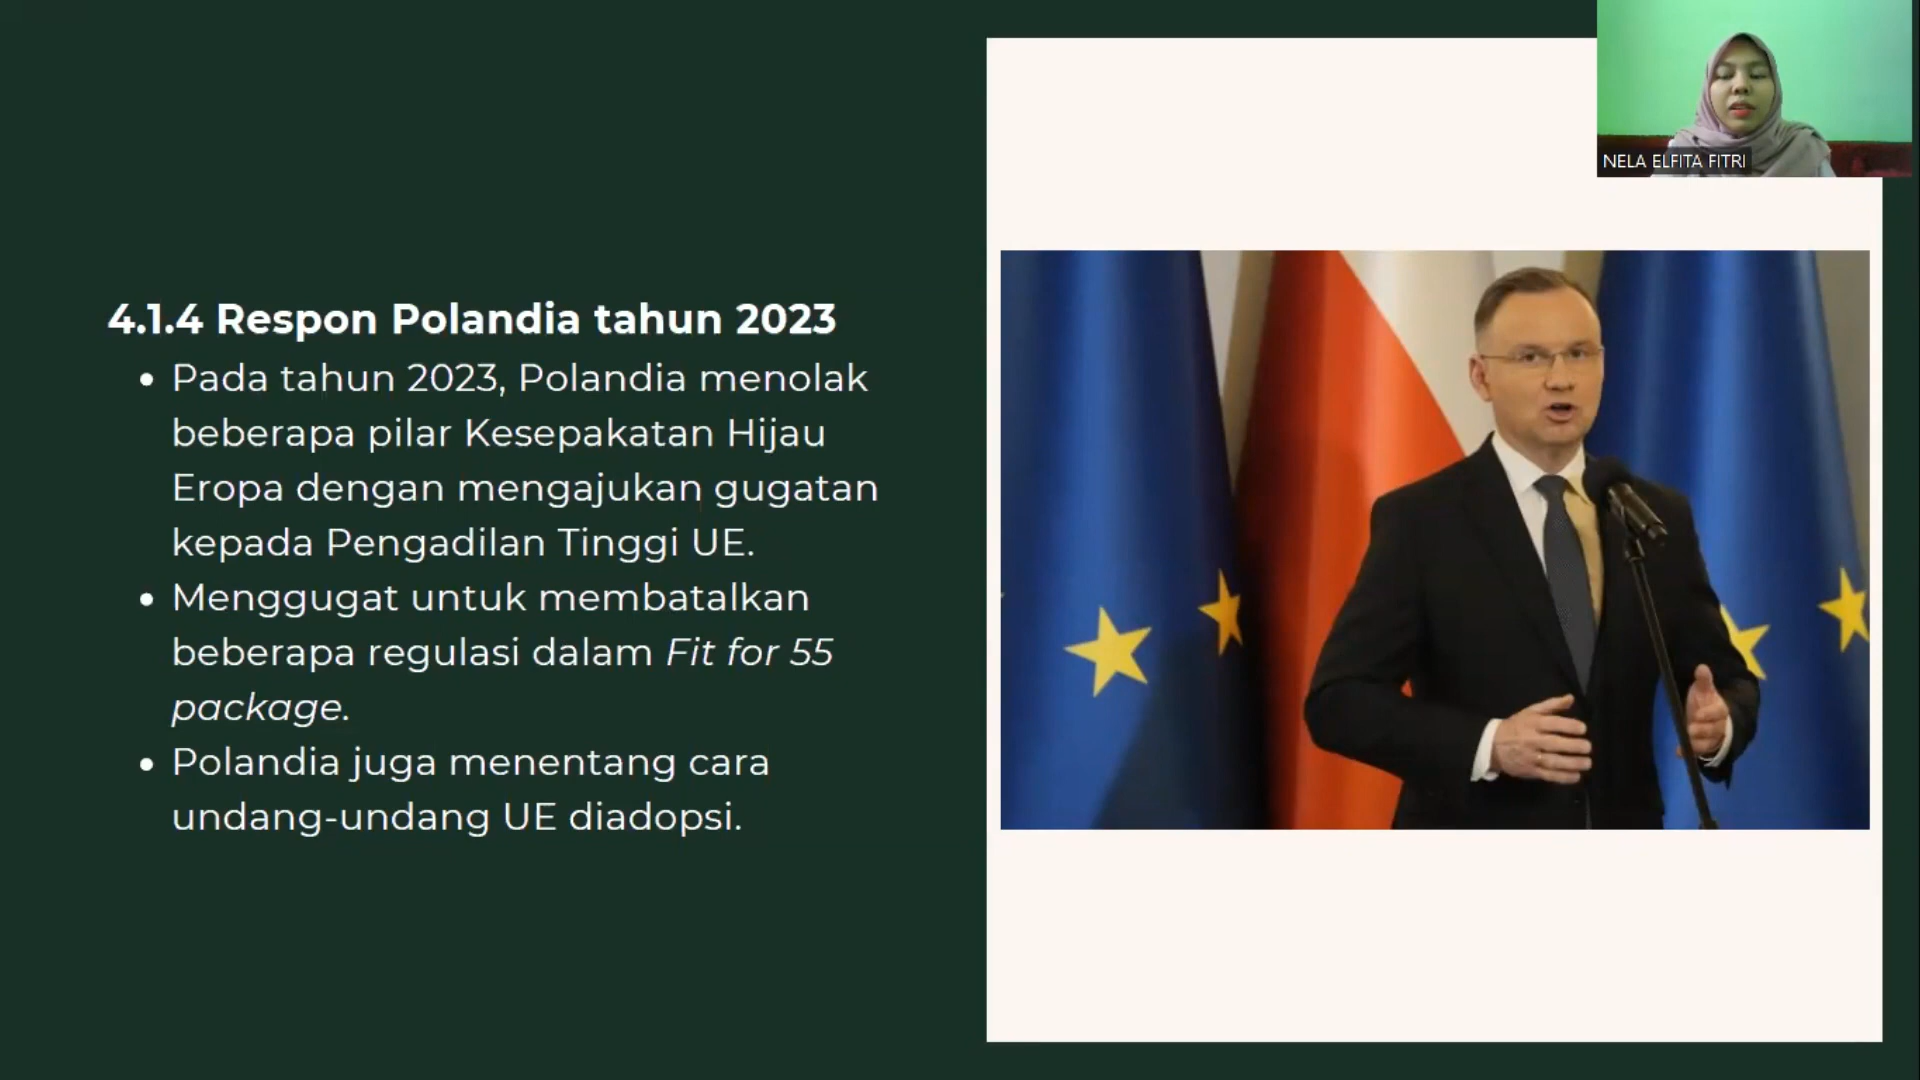 4.1.4 Respon Polandia tahun 2023
• Pada tahun 2023, Polandia menolak
beberapa pilar Kesepakatan Hijau
Eropa dengan mengajukan gugatan
kepada Pengadilan Tinggi UE.
• Menggugat untuk membatalkan
beberapa regulasi dalam Fit for 55
package.
• Polandia juga menentang cara
undang-undang UE diadopsi.
NELA ELFITA FITRI